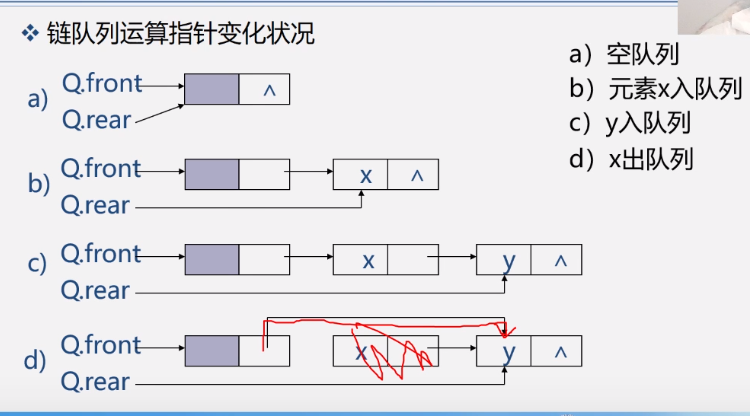 ❖ 链队列运算指针变化状况
a）空队列
b）元素x入队列
c）y入队列
d）x出队列
a) Q.front ^
Q.rear
b) Q.front x ^
Q.rear
c) Q.front x y ^
Q.rear
d) Q.front x y ^
Q.rear